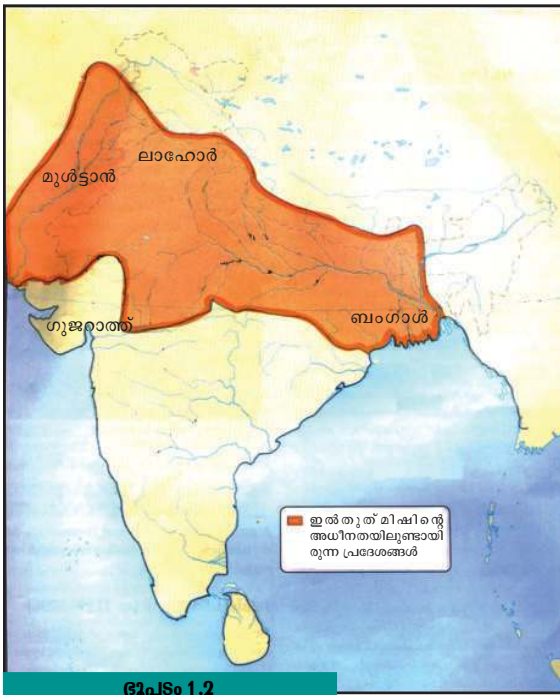 ലാഹോർ
മുൾട്ടാൻ
ഗുജറാത്ത്
ബംഗാൾ
ഇൽതുത് മിഷിന്റെ
അധീനതയിലുണ്ടായി
രുന്ന പ്രദേശങ്ങൾ
ഭൂപടം 1.2